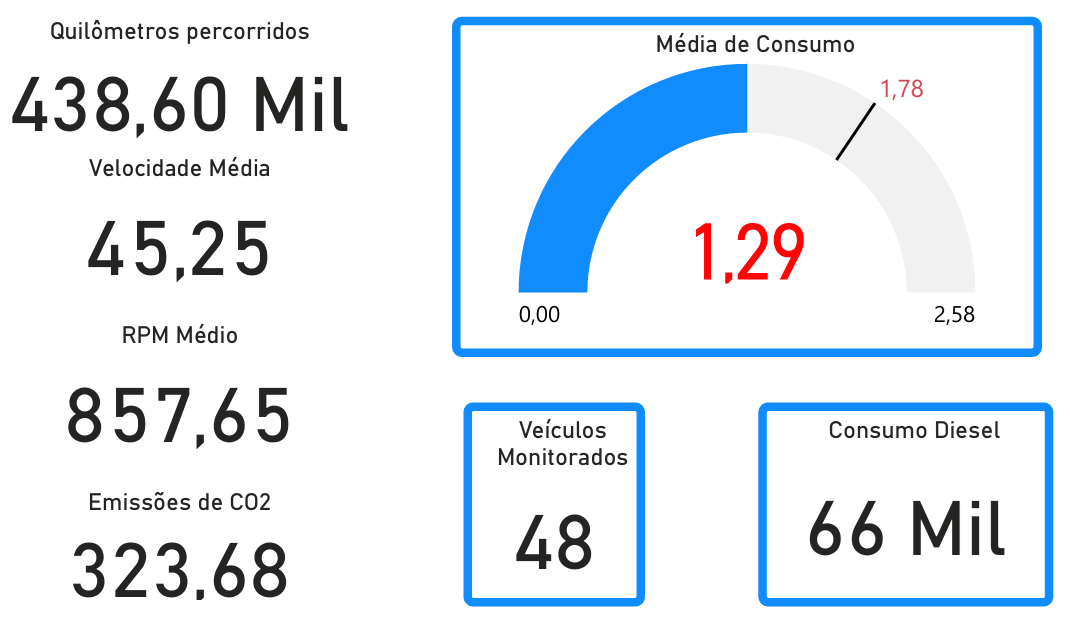 Quilômetros percorridos
438,60 Mil
Velocidade Média
45,25
RPM Médio
857,65
Emissões de CO2
323,68
Média de Consumo
1,78
1,29
0,00
2,58
Veículos
Monitorados
48
Consumo Diesel
66 Mil